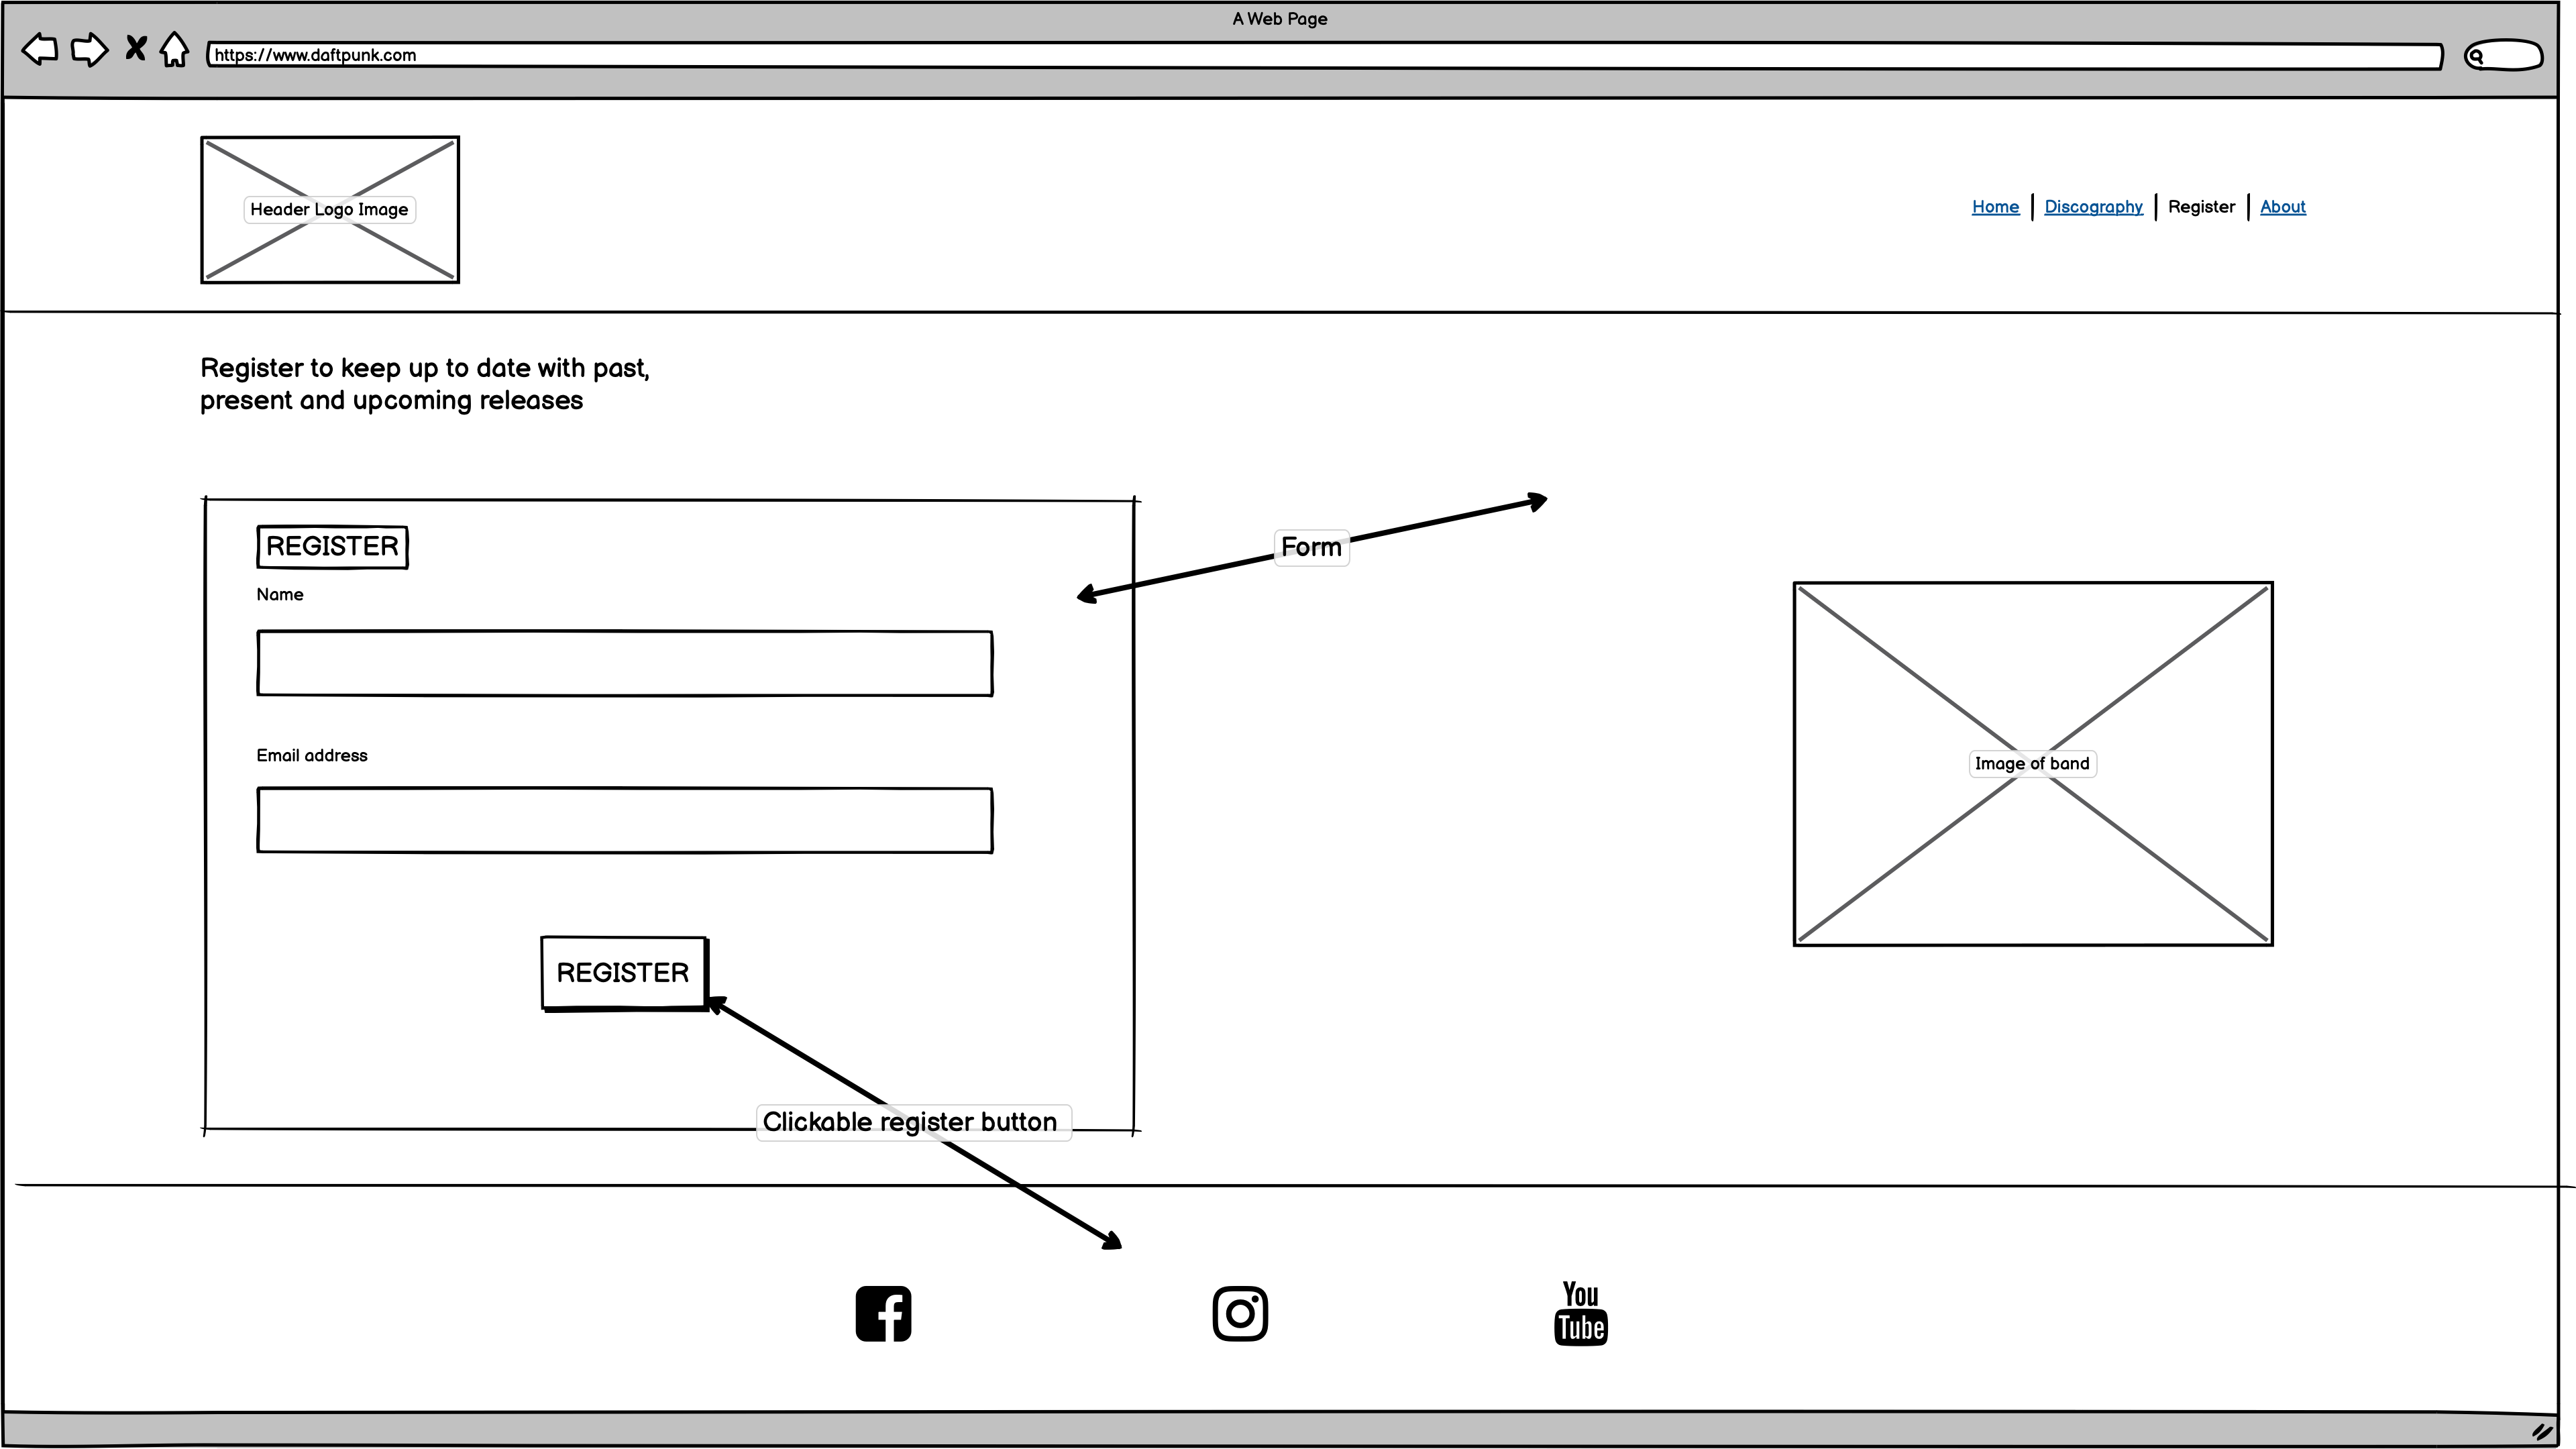 A Web Page
https://www.daftpunk.com
Header Logo Image
Home | Discography | Register | About
Register to keep up to date with past,
present and upcoming releases
REGISTER
Form
Name
Image of band
Email address
REGISTER
Clickable register button
You
Tube